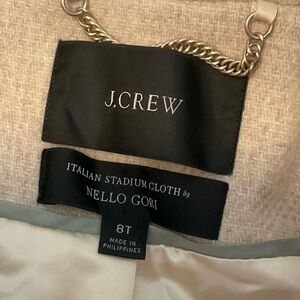 J.CREW
ITALIAN STADIUM CLOTH by
NELLO GORI
8T
MADE IN
PHILIPPINES